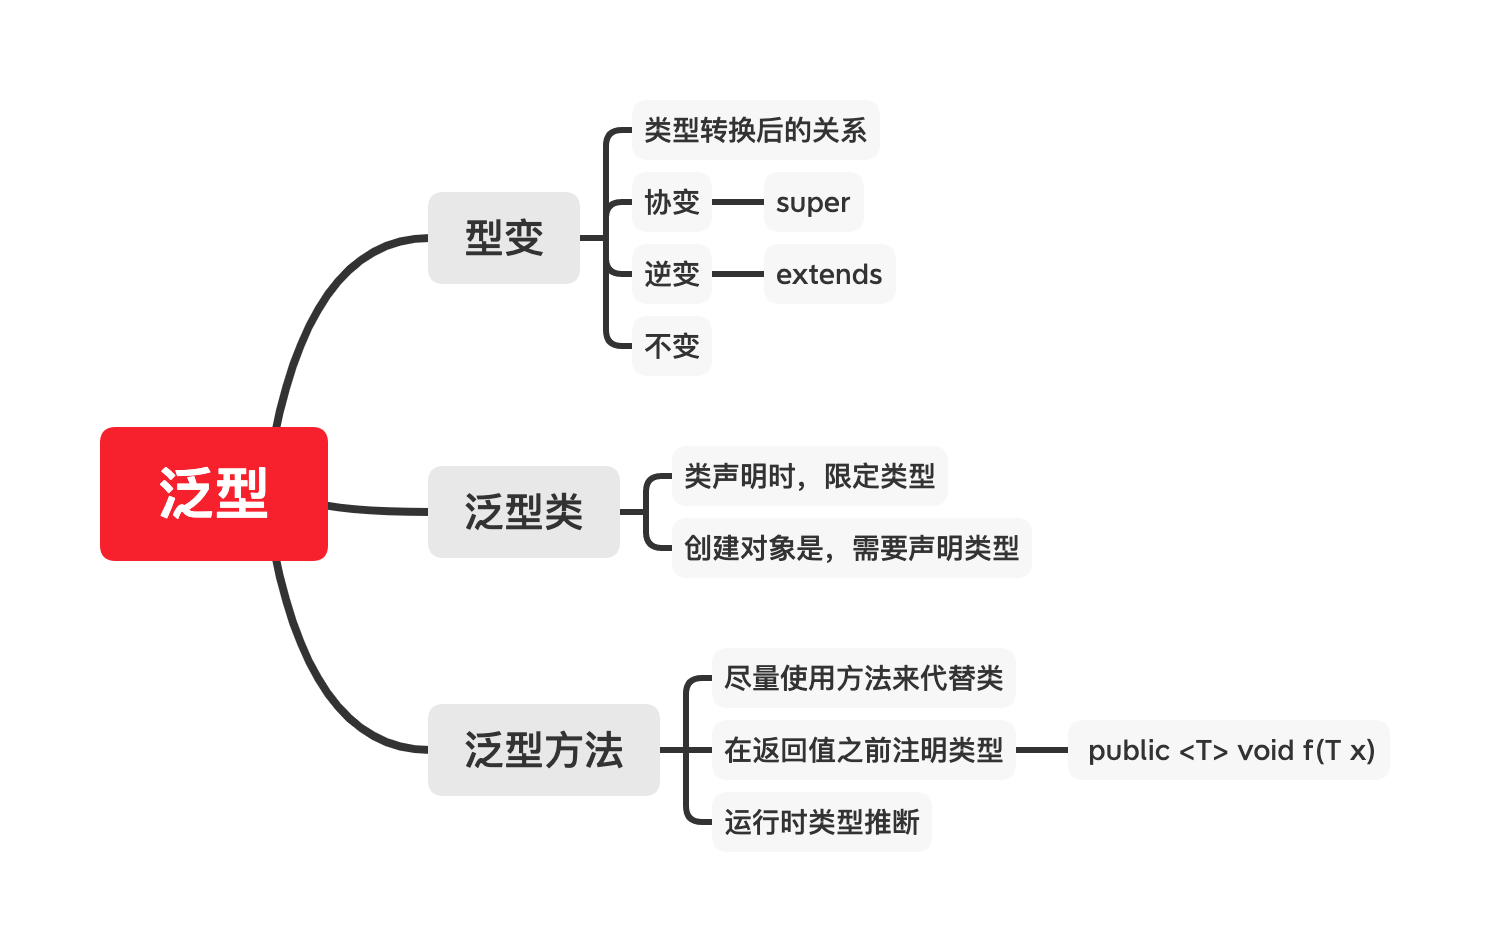 泛型
型变
类型转换后的关系
协变
super
逆变
extends
不变
泛型类
类声明时，限定类型
创建对象是，需要声明类型
泛型方法
尽量使用方法来代替类
在返回值之前注明类型
public <T> void f(T x)
运行时类型推断